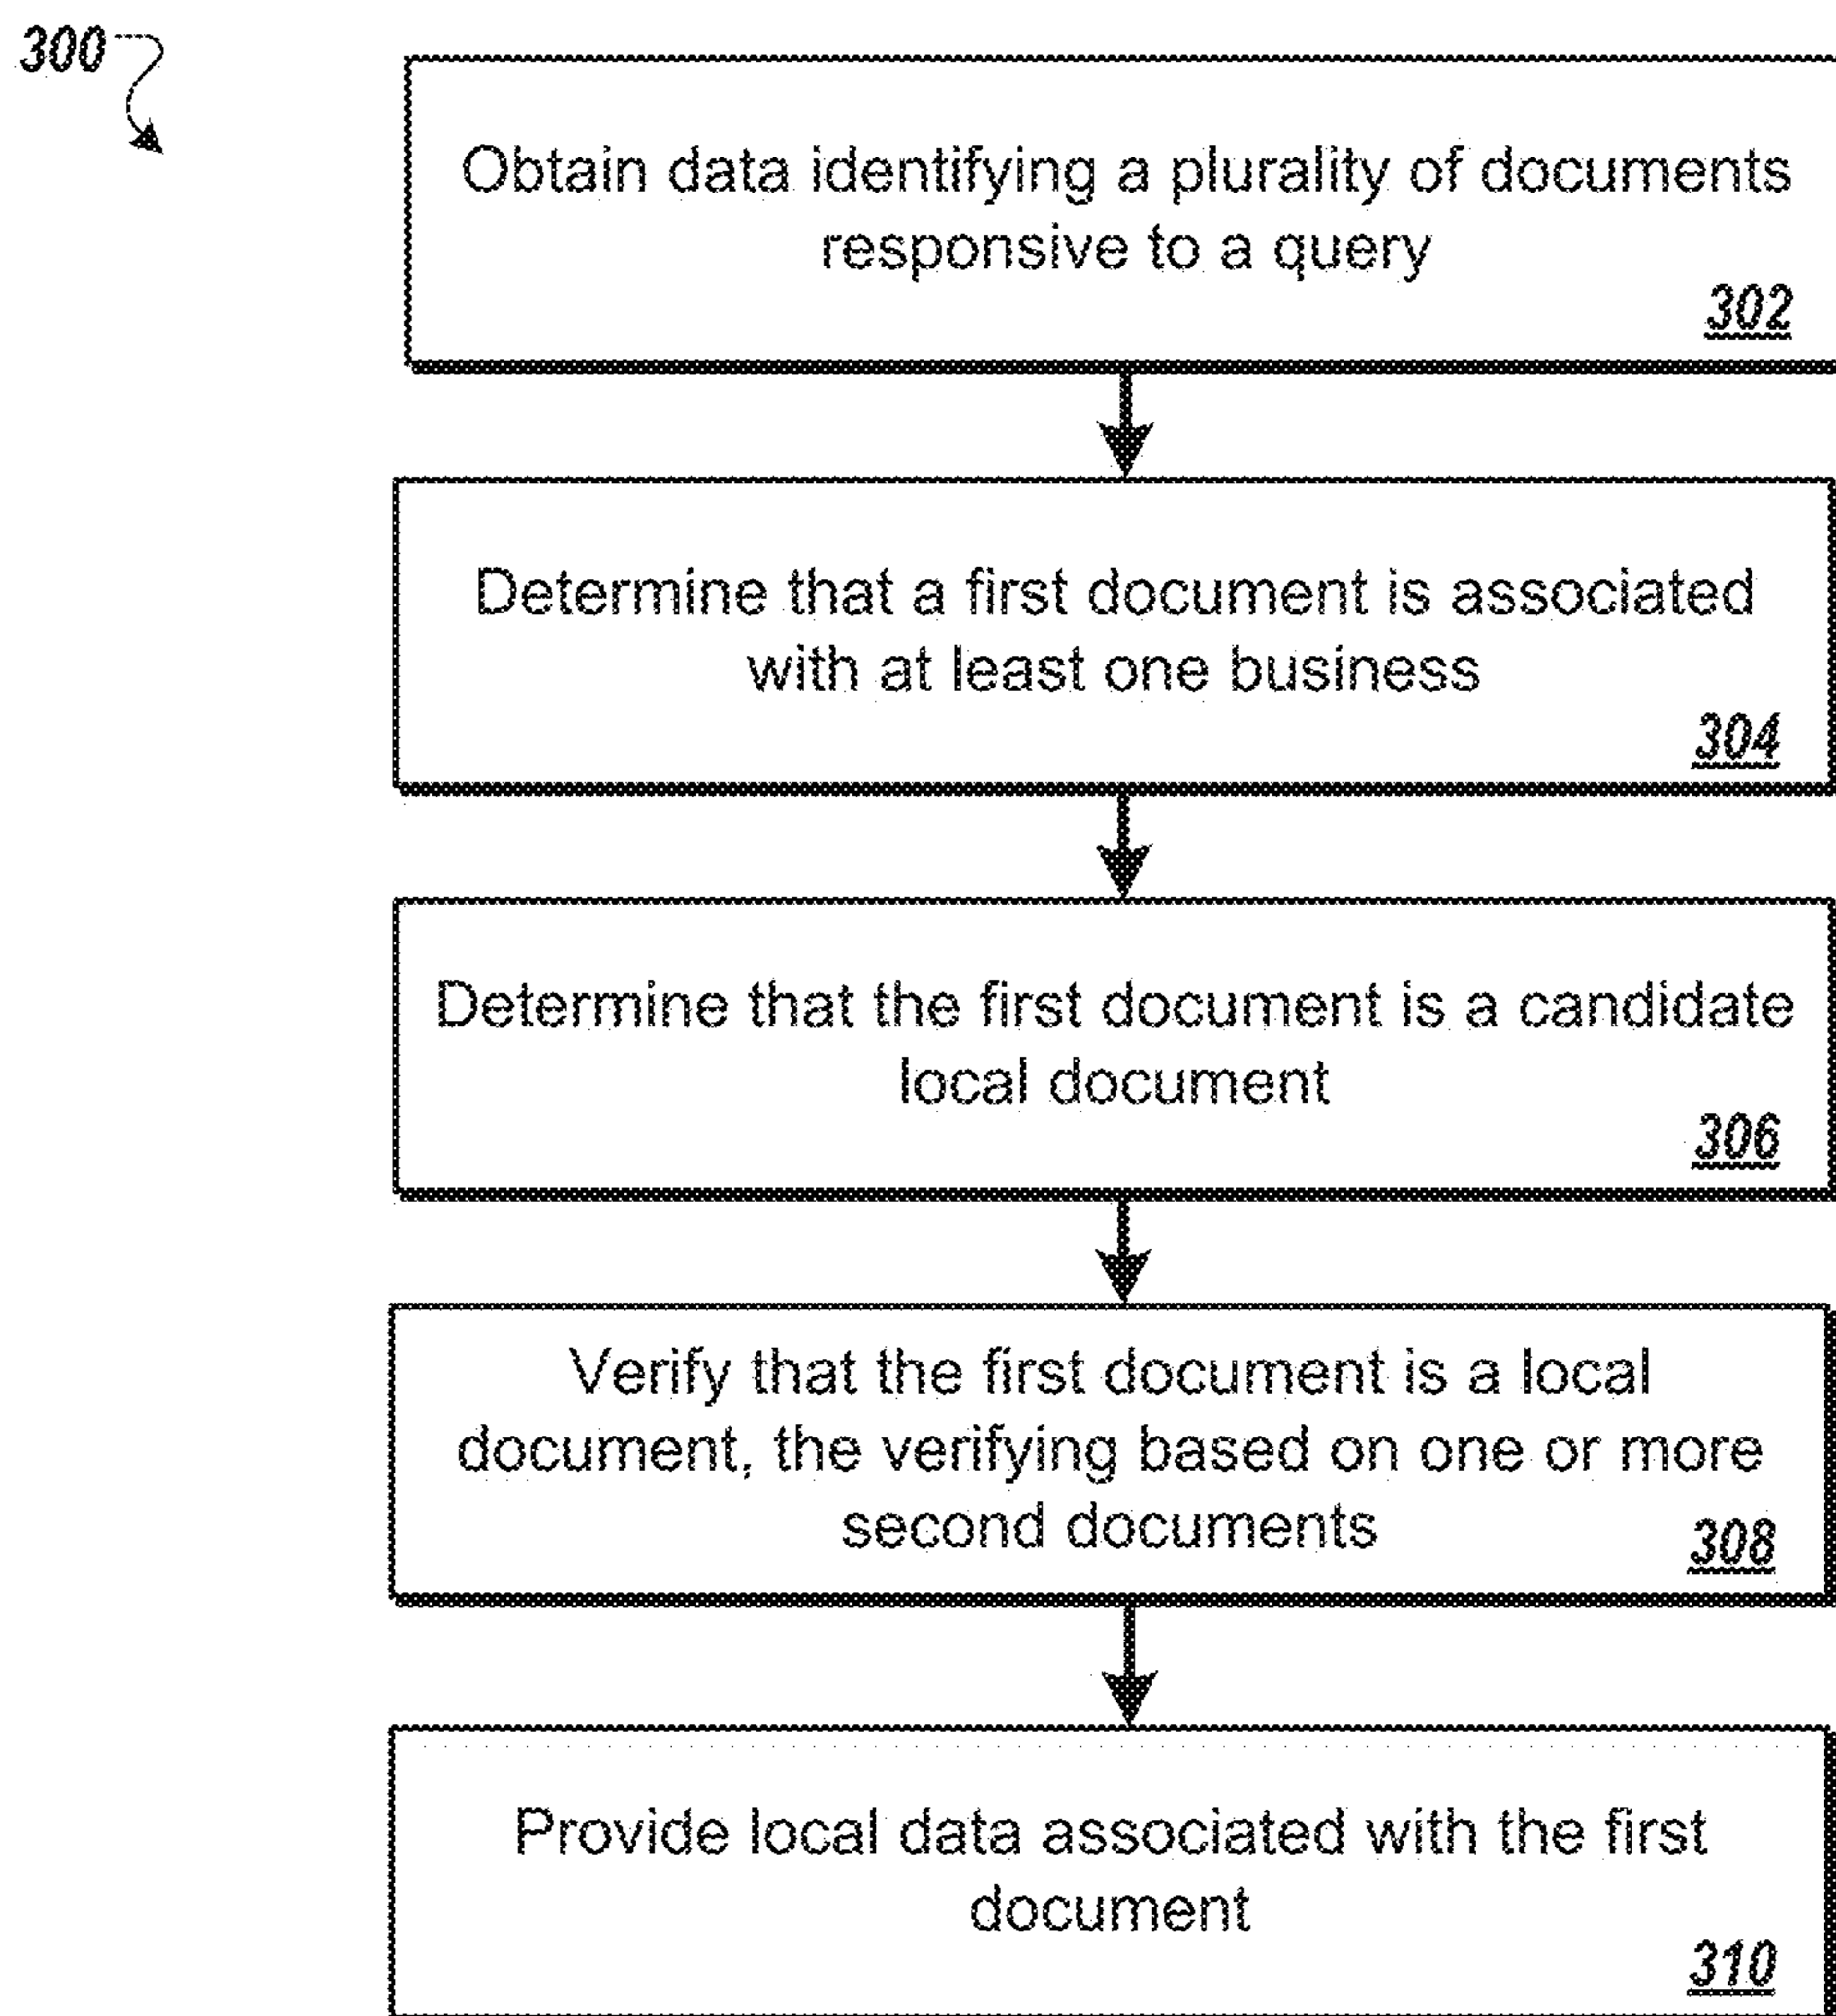 300
Obtain data identifying a plurality of documents
responsive to a query
302
Determine that a first document is associated
with at least one business
304
Determine that the first document is a candidate
local document
306
Verify that the first document is a local
document, the verifying based on one or more
second documents
308
Provide local data associated with the first
document
310